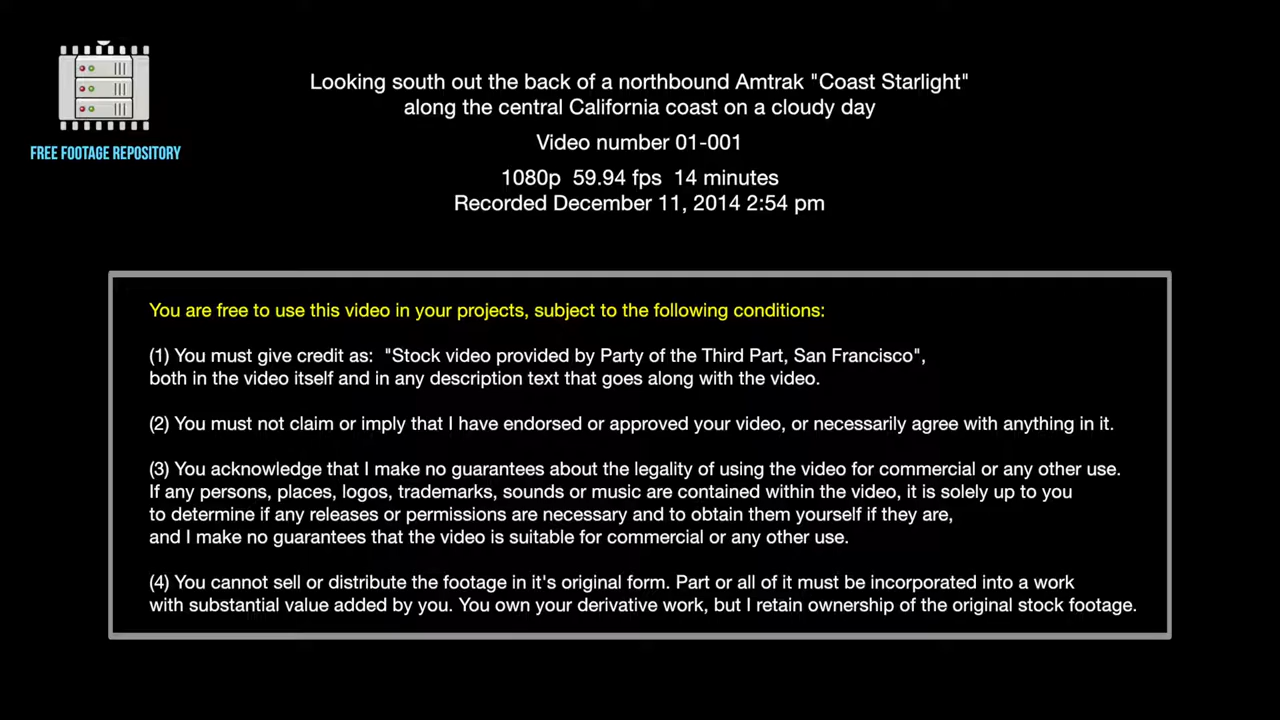 Looking south out the back of a northbound Amtrak "Coast Starlight"
along the central California coast on a cloudy day
Video number 01-001
1080p 59.94 fps 14 minutes
Recorded December 11, 2014 2:54 pm
FREE FOOTAGE REPOSITORY
You are free to use this video in your projects, subject to the following conditions:
(1) You must give credit as: "Stock video provided by Party of the Third Part, San Francisco",
both in the video itself and in any description text that goes along with the video.
(2) You must not claim or imply that I have endorsed or approved your video, or necessarily agree with anything in it.
(3) You acknowledge that I make no guarantees about the legality of using the video for commercial or any other use.
If any persons, places, logos, trademarks, sounds or music are contained within the video, it is solely up to you
to determine if any releases or permissions are necessary and to obtain them yourself if they are,
and I make no guarantees that the video is suitable for commercial or any other use.
(4) You cannot sell or distribute the footage in it's original form. Part or all of it must be incorporated into a work
with substantial value added by you. You own your derivative work, but I retain ownership of the original stock footage.